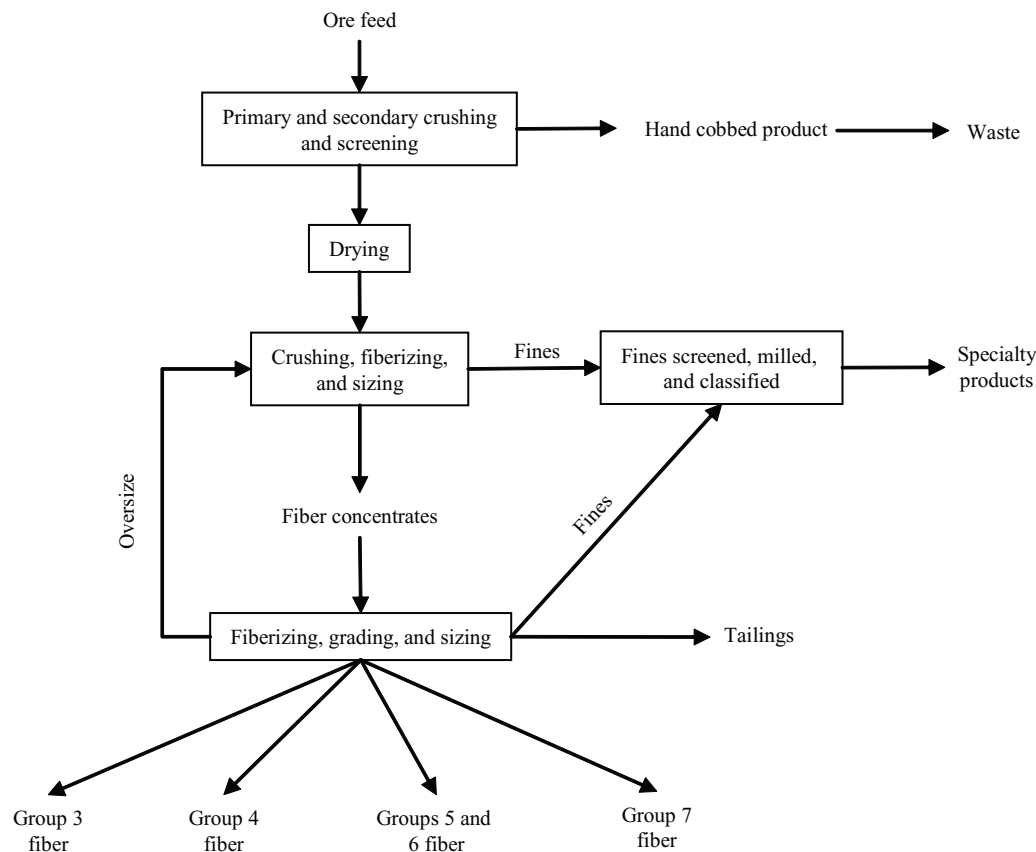 Ore feed
Primary and secondary crushing
and screening
Hand cobbed product
Waste
Drying
Crushing, fiberizing,
and sizing
Fines
Fines screened, milled,
and classified
Specialty
products
Oversize
Fiber concentrates
Fines
Fiberizing, grading, and sizing
Tailings
Group 3
fiber
Group 4
fiber
Groups 5 and
6 fiber
Group 7
fiber